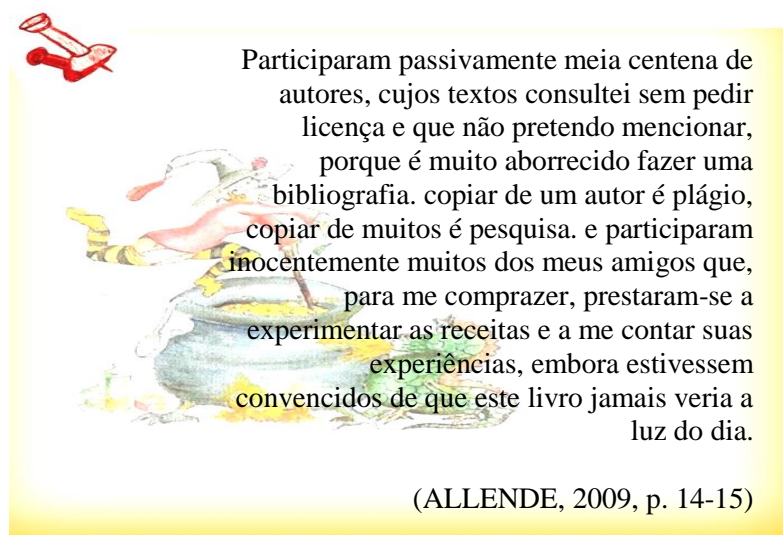 Participaram passivamente meia centena de
autores, cujos textos consultei sem pedir
licença e que não pretendo mencionar,
porque é muito aborrecido fazer uma
bibliografia. copiar de um autor é plágio,
copiar de muitos é pesquisa. e participaram
inocentemente muitos dos meus amigos que,
para me comprazer, prestaram-se a
experimentar as receitas e a me contar suas
experiências, embora estivessem
convencidos de que este livro jamais veria a
luz do dia.
(ALLENDE, 2009, p. 14-15)